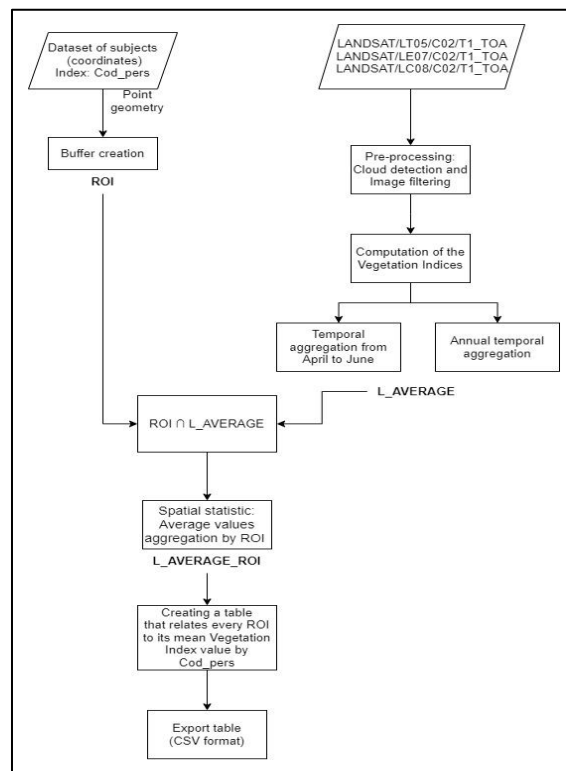 Dataset of subjects
(coordinates)
Index: Cod_pers
Point
geometry
Buffer creation
ROI
LANDSAT/LT05/C02/T1_TOA
LANDSAT/LE07/C02/T1_TOA
LANDSAT/LC08/C02/T1_TOA
Pre-processing:
Cloud detection and
Image filtering
Computation of the
Vegetation Indices
Temporal
aggregation from
April to June
Annual temporal
aggregation
L_AVERAGE
ROI ∩ L_AVERAGE
Spatial statistic:
Average values
aggregation by ROI
L_AVERAGE_ROI
Creating a table
that relates every ROI
to its mean Vegetation
Index value by
Cod_pers
Export table
(CSV format)